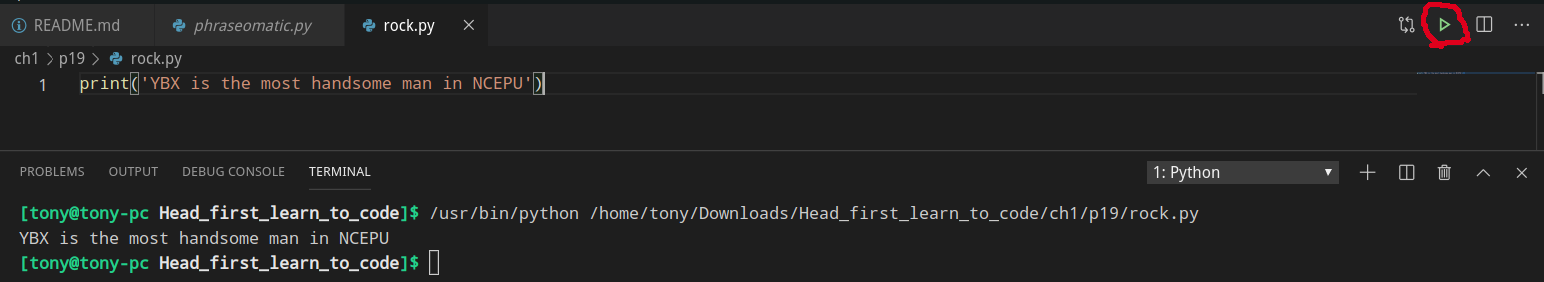 README.md phraseomatic.py rock.py
ch1 > p19 > rock.py
1 print('YBX is the most handsome man in NCEPU')
PROBLEMS OUTPUT DEBUG CONSOLE TERMINAL 1: Python
[tony@tony-pc Head_first_learn_to_code]$ /usr/bin/python /home/tony/Downloads/Head_first_learn_to_code/ch1/p19/rock.py
YBX is the most handsome man in NCEPU
[tony@tony-pc Head_first_learn_to_code]$